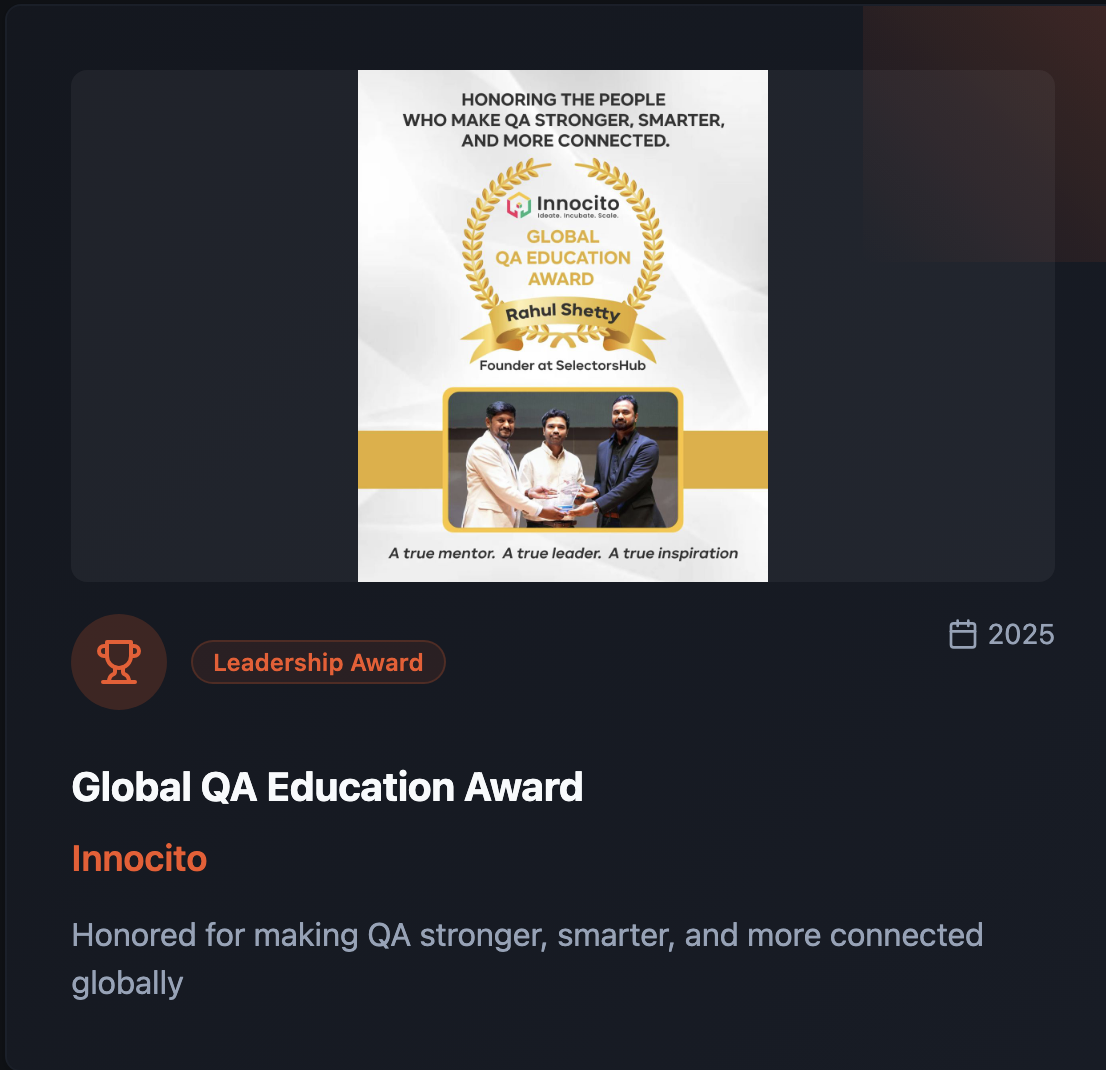 HONORING THE PEOPLE
WHO MAKE QA STRONGER, SMARTER,
AND MORE CONNECTED.
Innocito
Ideate. Incubate. Scale.
GLOBAL
QA EDUCATION
AWARD
Rahul Shetty
Founder at SelectorsHub
A true mentor. A true leader. A true inspiration
Leadership Award
2025
Global QA Education Award
Innocito
Honored for making QA stronger, smarter, and more connected
globally